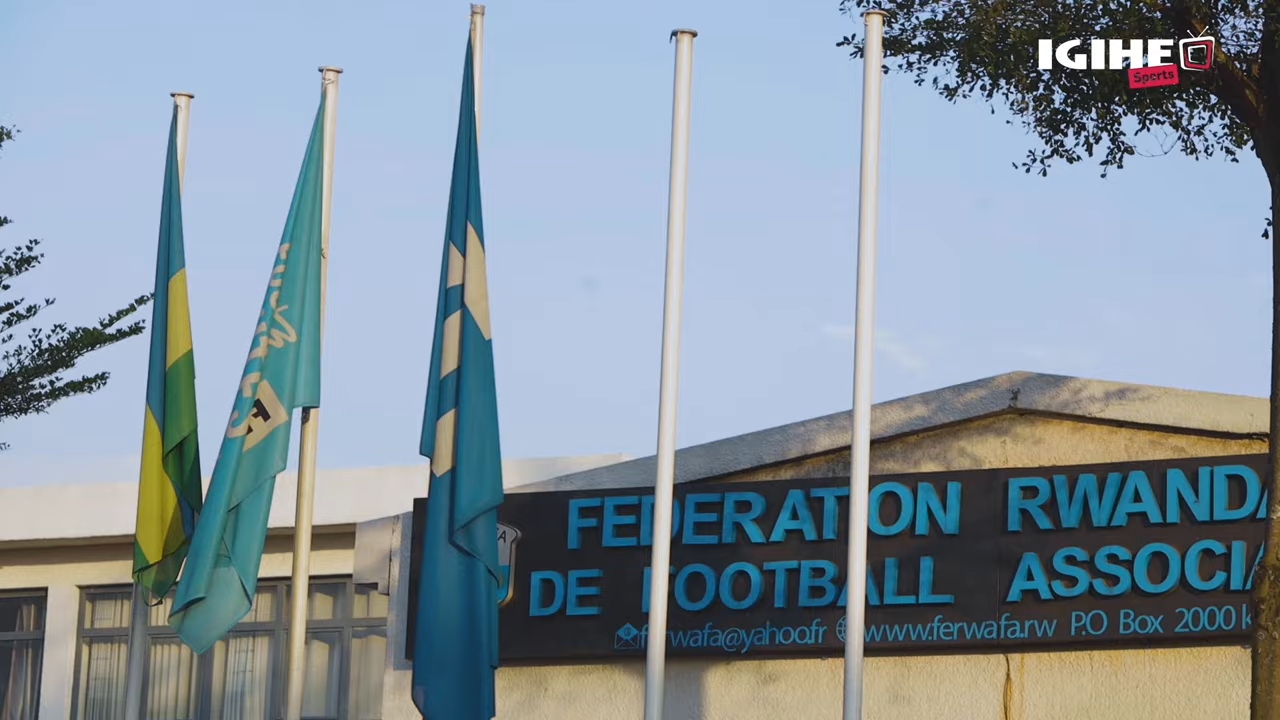 IGIHE
Sports
FEDERATION RWANDA
DE FOOTBALL ASSOCIA
ferwafa@yahoo.fr www.ferwafa.rw P.O Box 2000 k